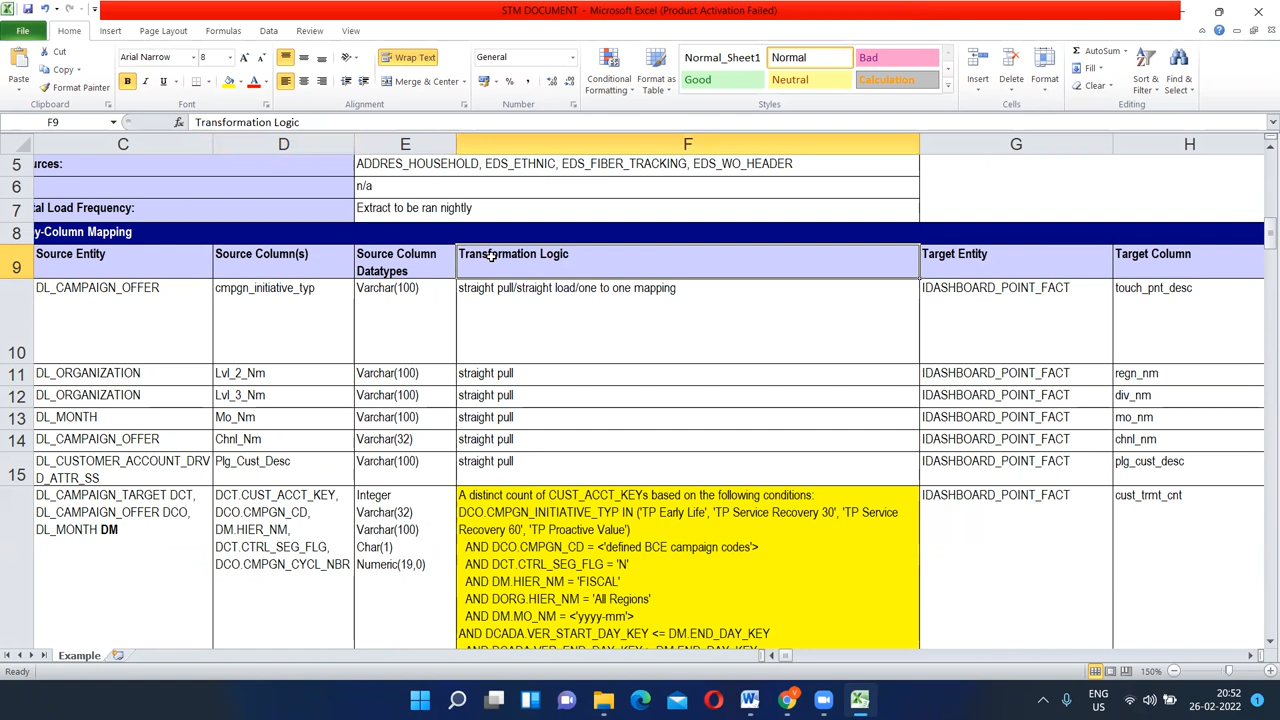 STM DOCUMENT - Microsoft Excel (Product Activation Failed)
File Home Insert Page Layout Formulas Data Review View
Paste
Cut
Copy
Format Painter
Clipboard
Arial Narrow 8
B I U
Font
Wrap Text
Merge & Center
Alignment
General
Number
Conditional Formatting
Format as Table
Normal_Sheet1 Normal Bad
Good Neutral Calculation
Styles
Insert Delete Format
Cells
AutoSum
Fill
Clear
Sort & Filter
Find & Select
Editing
F9 fx Transformation Logic
C D E F G H
5 urces: ADDRES_HOUSEHOLD, EDS_ETHNIC, EDS_FIBER_TRACKING, EDS_WO_HEADER
6 n/a
7 tal Load Frequency: Extract to be ran nightly
8 y-Column Mapping
9 Source Entity Source Column(s) Source Column Datatypes Transformation Logic Target Entity Target Column
10 DL_CAMPAIGN_OFFER cmpgn_initiative_typ Varchar(100) straight pull/straight load/one to one mapping IDASHBOARD_POINT_FACT touch_pnt_desc
11 DL_ORGANIZATION Lvl_2_Nm Varchar(100) straight pull IDASHBOARD_POINT_FACT regn_nm
12 DL_ORGANIZATION Lvl_3_Nm Varchar(100) straight pull IDASHBOARD_POINT_FACT div_nm
13 DL_MONTH Mo_Nm Varchar(100) straight pull IDASHBOARD_POINT_FACT mo_nm
14 DL_CAMPAIGN_OFFER Chnl_Nm Varchar(32) straight pull IDASHBOARD_POINT_FACT chnl_nm
15 DL_CUSTOMER_ACCOUNT_DRV Plg_Cust_Desc Varchar(100) straight pull IDASHBOARD_POINT_FACT plg_cust_desc
D_ATTR_SS
DL_CAMPAIGN_TARGET DCT, DCT.CUST_ACCT_KEY, Integer A distinct count of CUST_ACCT_KEYs based on the following conditions: IDASHBOARD_POINT_FACT cust_trmt_cnt
DL_CAMPAIGN_OFFER DCO, DCO.CMPGN_CD, Varchar(32) DCO.CMPGN_INITIATIVE_TYP IN ('TP Early Life', 'TP Service Recovery 30', 'TP Service
DL_MONTH DM DM.HIER_NM, Varchar(100) Recovery 60', 'TP Proactive Value')
DCT.CTRL_SEG_FLG, Char(1) AND DCO.CMPGN_CD = <'defined BCE campaign codes'>
DCO.CMPGN_CYCL_NBR Numeric(19,0) AND DCT.CTRL_SEG_FLG = 'N'
AND DM.HIER_NM = 'FISCAL'
AND DORG.HIER_NM = 'All Regions'
AND DM.MO_NM = <'yyyy-mm'>
AND DCADA.VER_START_DAY_KEY <= DM.END_DAY_KEY
Example
Ready 150%
ENG US
20:52
26-02-2022